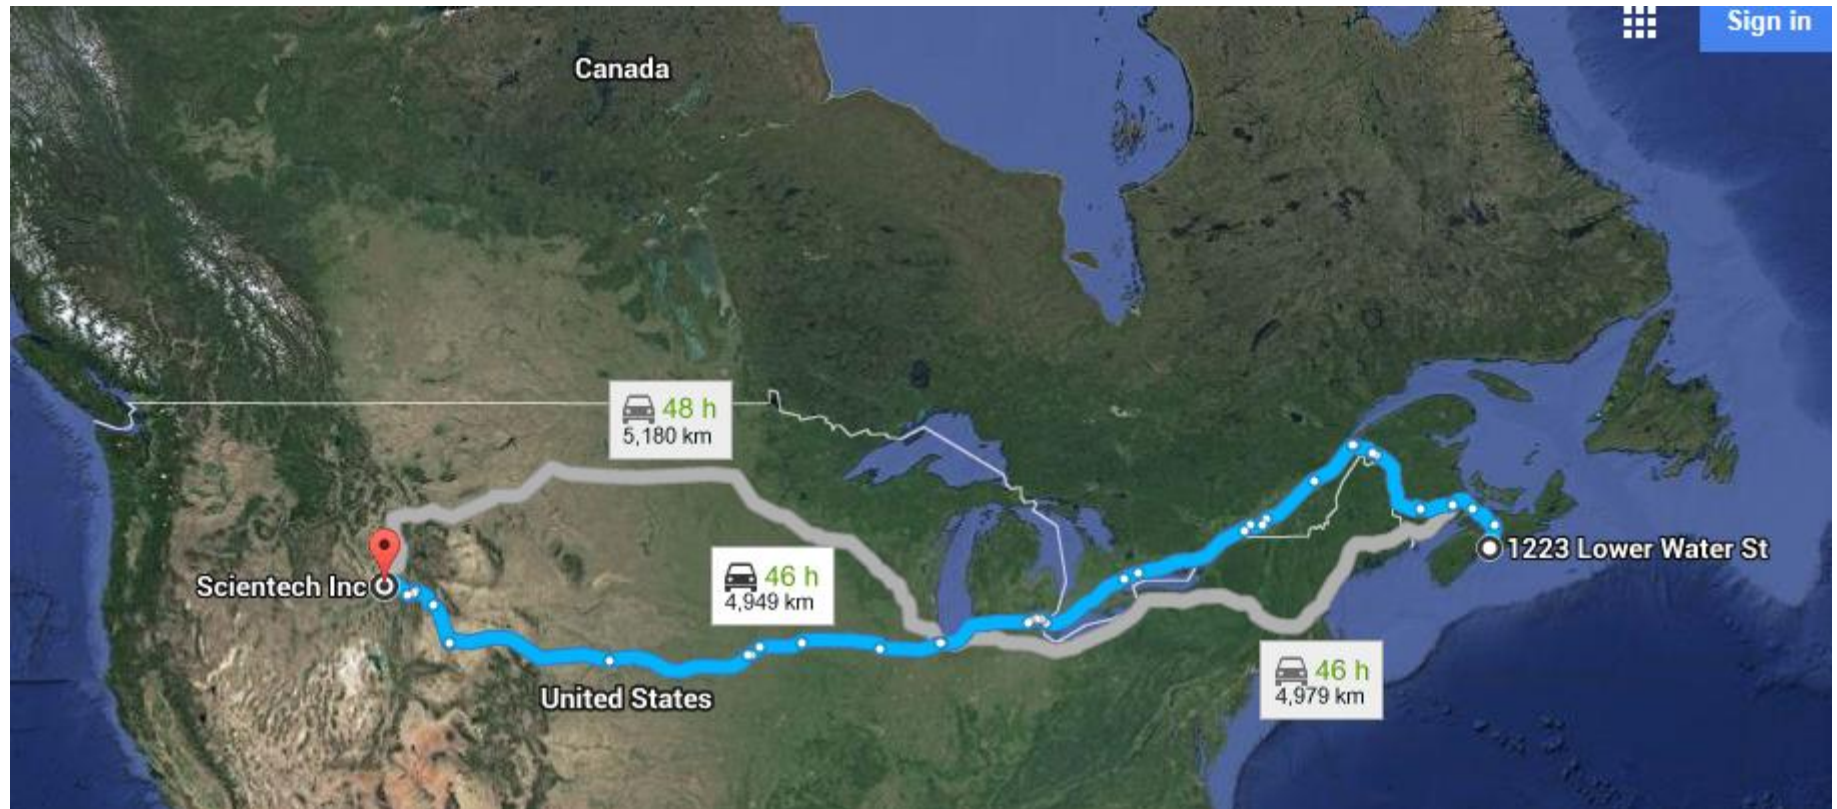 Sign in
Canada
48 h
5,180 km
1223 Lower Water St
46 h
4,949 km
Scientech Inc
46 h
4,979 km
United States